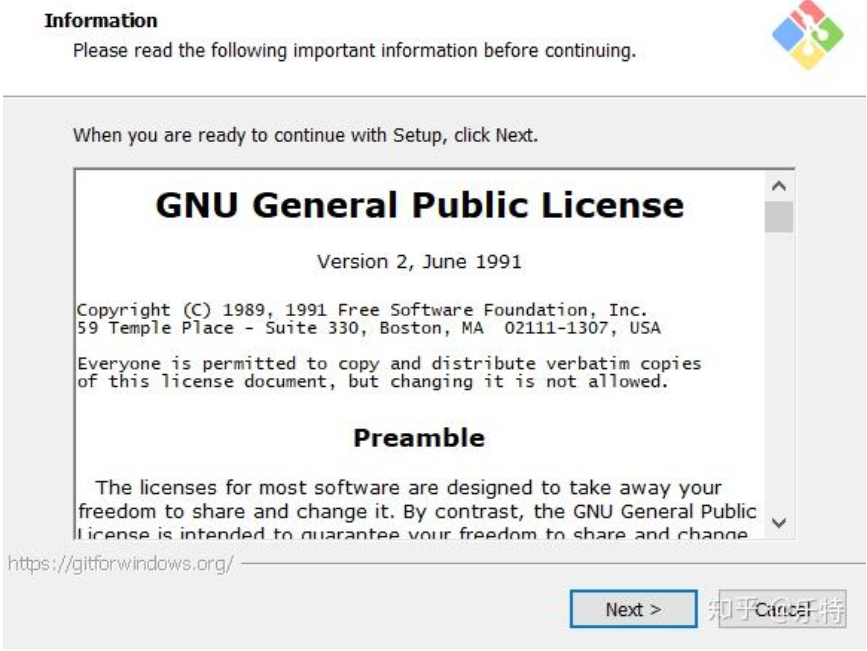 Information
Please read the following important information before continuing.
When you are ready to continue with Setup, click Next.
GNU General Public License
Version 2, June 1991
Copyright (C) 1989, 1991 Free Software Foundation, Inc.
59 Temple Place - Suite 330, Boston, MA  02111-1307, USA
Everyone is permitted to copy and distribute verbatim copies
of this license document, but changing it is not allowed.
Preamble
The licenses for most software are designed to take away your
freedom to share and change it. By contrast, the GNU General Public
License is intended to guarantee your freedom to share and change
https://gitforwindows.org/
Next >
Cancel
知乎 @乐特